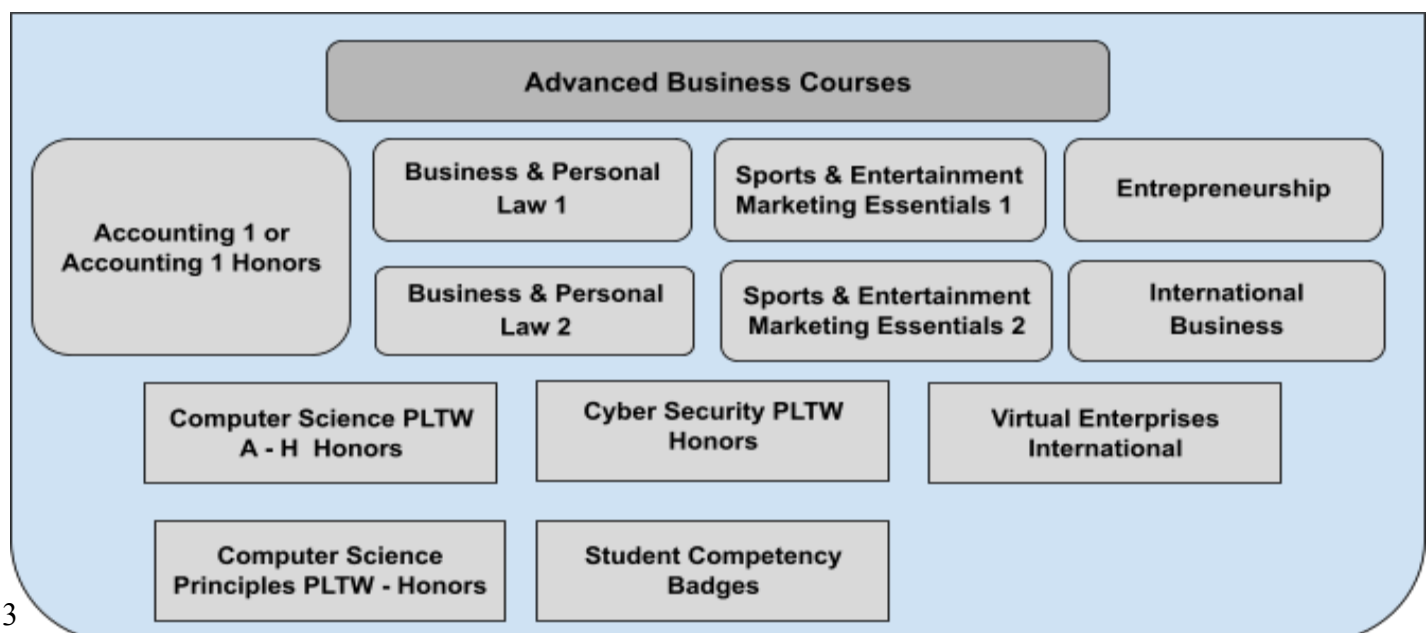 Advanced Business Courses
Accounting 1 or
Accounting 1 Honors
Business & Personal
Law 1
Sports & Entertainment
Marketing Essentials 1
Entrepreneurship
Business & Personal
Law 2
Sports & Entertainment
Marketing Essentials 2
International
Business
Computer Science PLTW
A - H Honors
Cyber Security PLTW
Honors
Virtual Enterprises
International
Computer Science
Principles PLTW - Honors
Student Competency
Badges
3